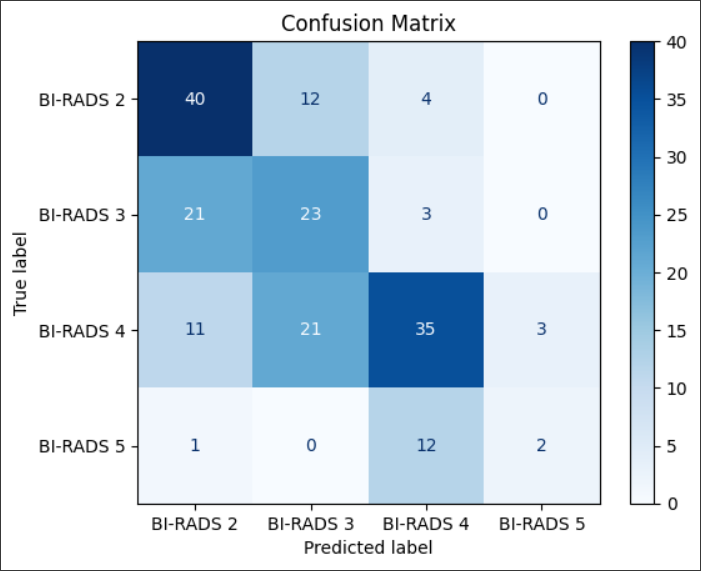 Confusion Matrix
True label
BI-RADS 2 40 12 4 0
BI-RADS 3 21 23 3 0
BI-RADS 4 11 21 35 3
BI-RADS 5 1 0 12 2
BI-RADS 2 BI-RADS 3 BI-RADS 4 BI-RADS 5
Predicted label
40
35
30
25
20
15
10
5
0